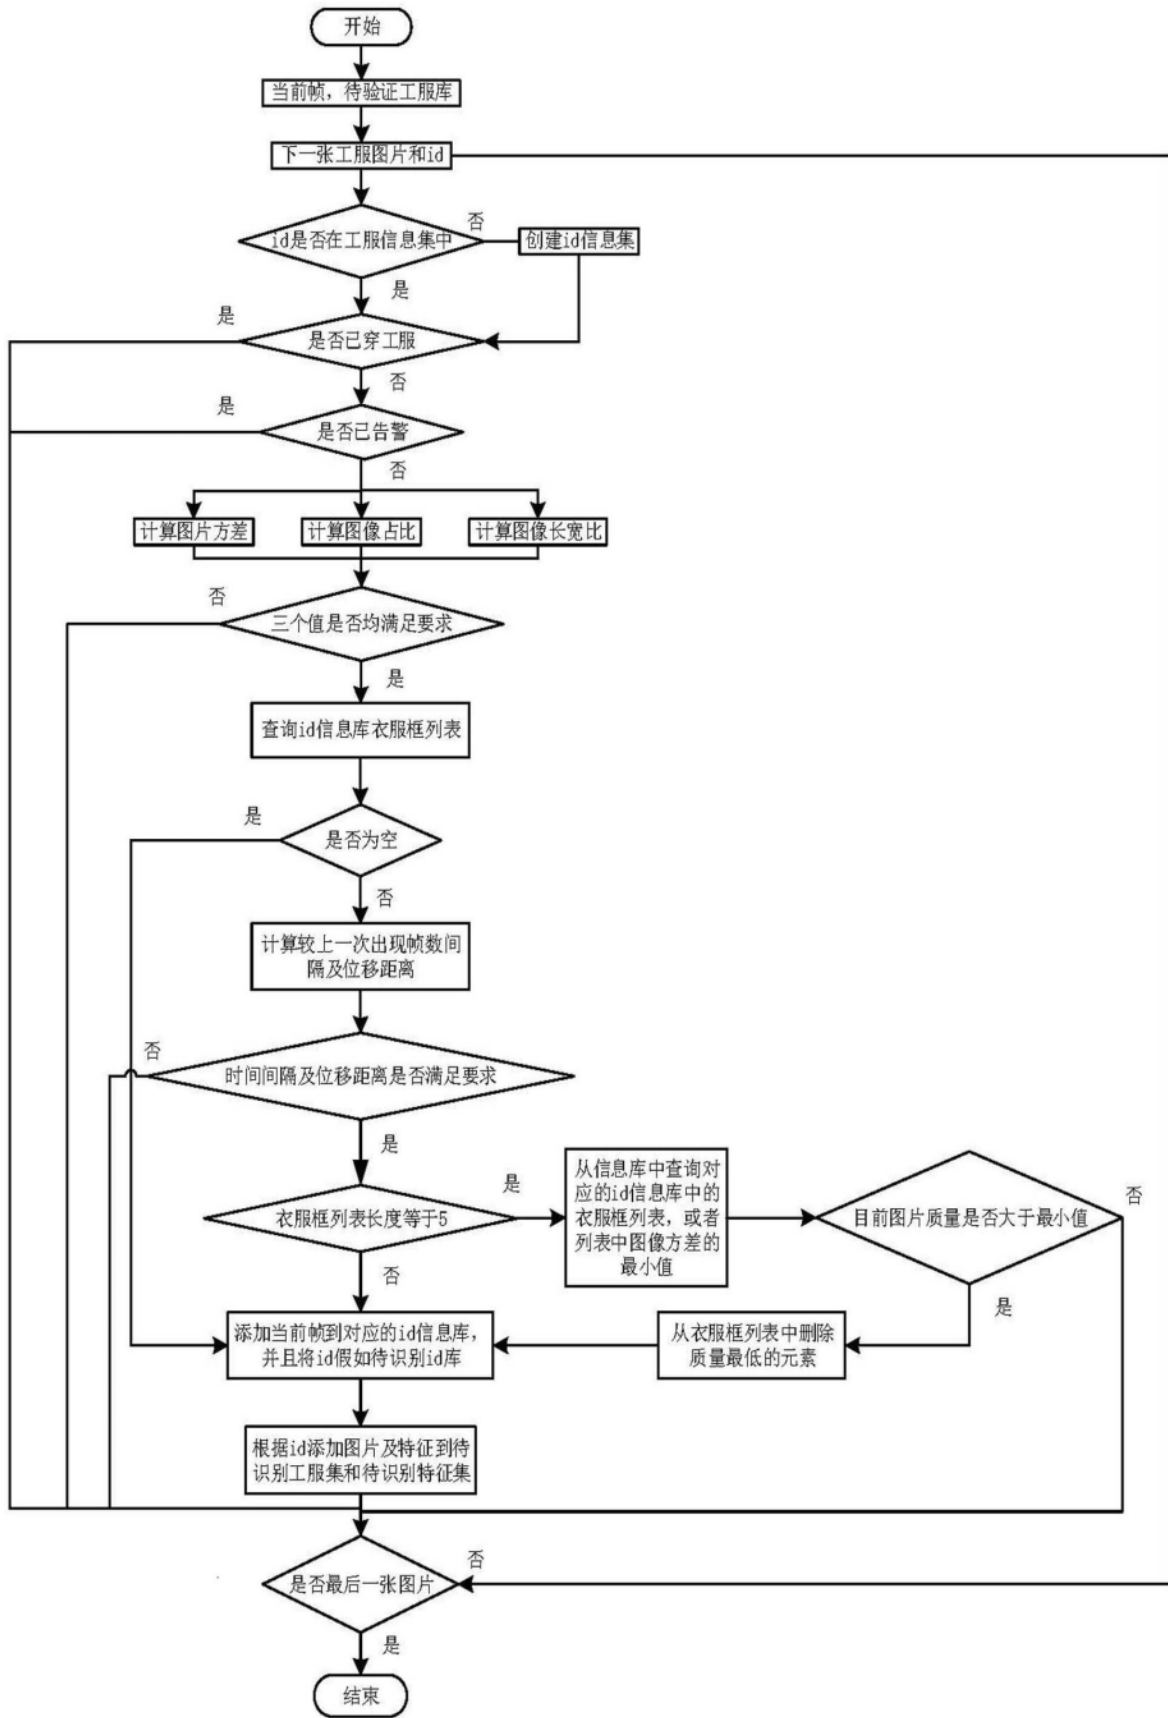 开始
当前帧，待验证工服库
下一张工服图片和id
id是否在工服信息集中
否
创建id信息集
是
是
是否已穿工服
否
是
是否已告警
否
计算图片方差
计算图像占比
计算图像长宽比
否
三个值是否均满足要求
是
查询id信息库衣服框列表
是
是否为空
否
计算较上一次出现帧数间
隔及位移距离
否
时间间隔及位移距离是否满足要求
是
衣服框列表长度等于5
是
从信息库中查询对
应的id信息库中的
衣服框列表，或者
列表中图像方差的
最小值
目前图片质量是否大于最小值
否
否
是
添加当前帧到对应的id信息库，
并且将id假如待识别id库
从衣服框列表中删除
质量最低的元素
根据id添加图片及特征到待
识别工服集和待识别特征集
是否最后一张图片
否
是
结束